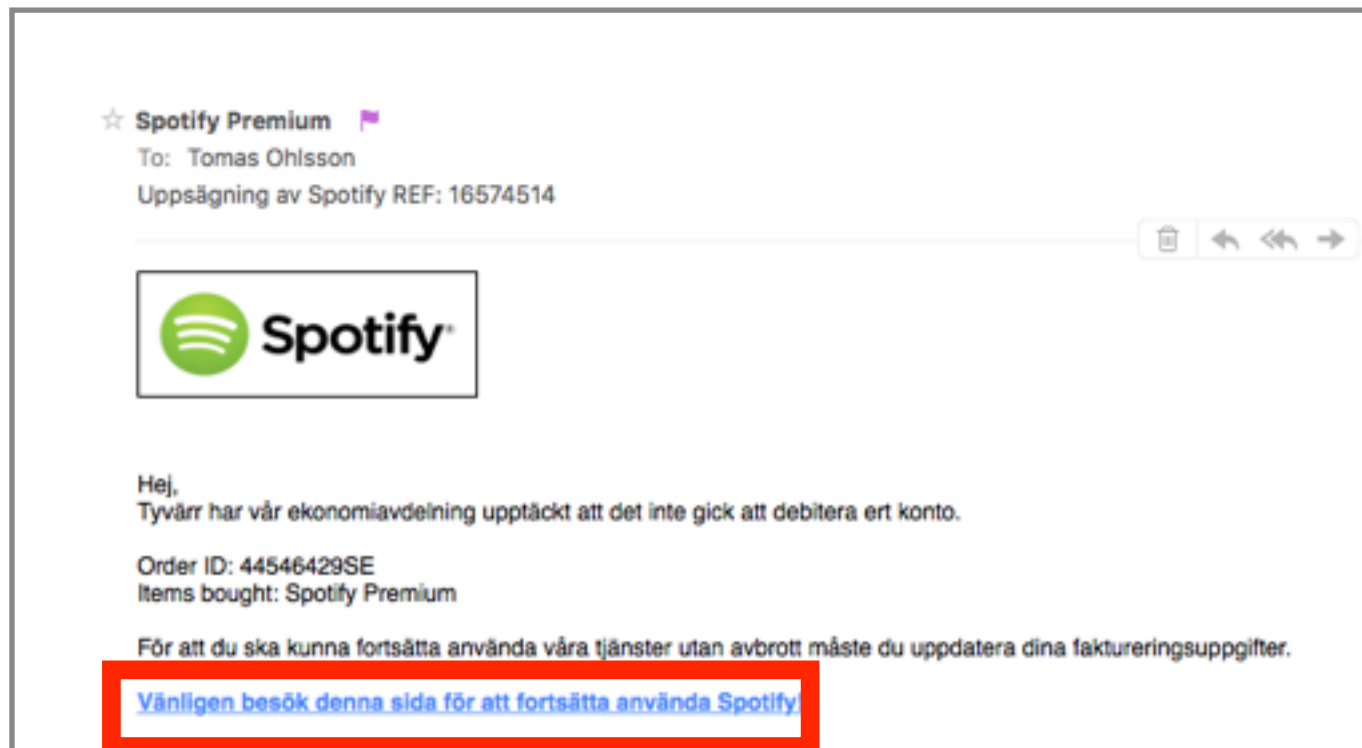 Spotify Premium
To: Tomas Ohlsson
Uppsägning av Spotify REF: 16574514
Spotify®
Hej,
Tyvärr har vår ekonomiavdelning upptäckt att det inte gick att debitera ert konto.
Order ID: 44546429SE
Items bought: Spotify Premium
För att du ska kunna fortsätta använda våra tjänster utan avbrott måste du uppdatera dina faktureringsuppgifter.
Vänligen besök denna sida för att fortsätta använda Spotify!